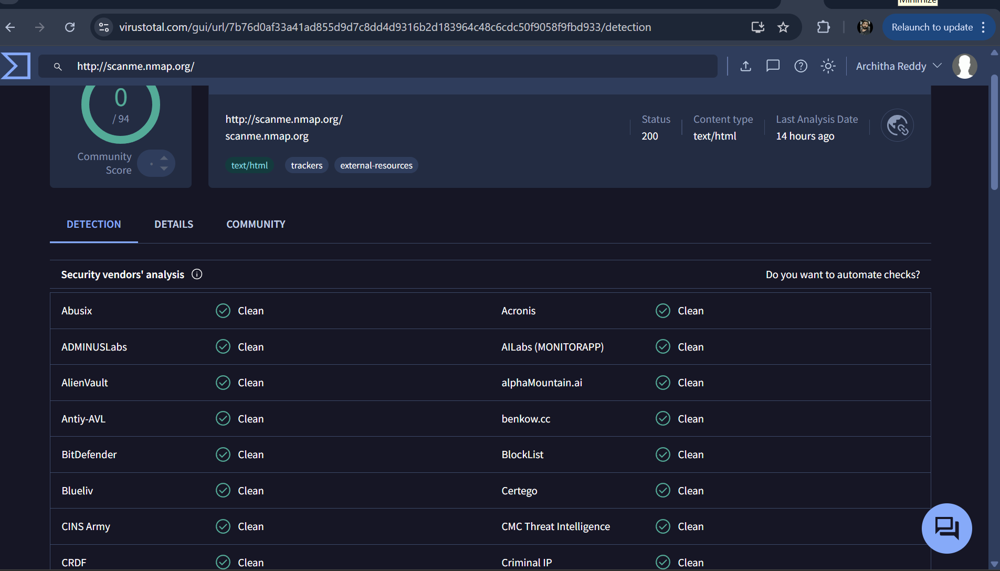 Minimize
virustotal.com/gui/url/7b76d0af33a41ad855d9d7c8dd4d9316b2d183964c48c6cdc50f9058f9fbd933/detection
Relaunch to update
http://scanme.nmap.org/
Architha Reddy
0
/ 94
Community
Score
http://scanme.nmap.org/
scanme.nmap.org
Status
200
Content type
text/html
Last Analysis Date
14 hours ago
text/html trackers external-resources
DETECTION DETAILS COMMUNITY
Security vendors' analysis Do you want to automate checks?
Abusix Clean Acronis Clean
ADMINUSLabs Clean AILabs (MONITORAPP) Clean
AlienVault Clean alphaMountain.ai Clean
Antiy-AVL Clean benkow.cc Clean
BitDefender Clean BlockList Clean
Blueliv Clean Certego Clean
CINS Army Clean CMC Threat Intelligence Clean
CRDF Clean Criminal IP Clean